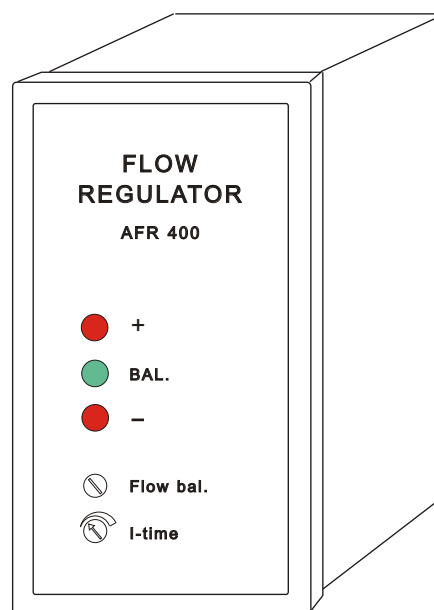 FLOW
REGULATOR
AFR 400
+
BAL.
–
Flow bal.
I-time